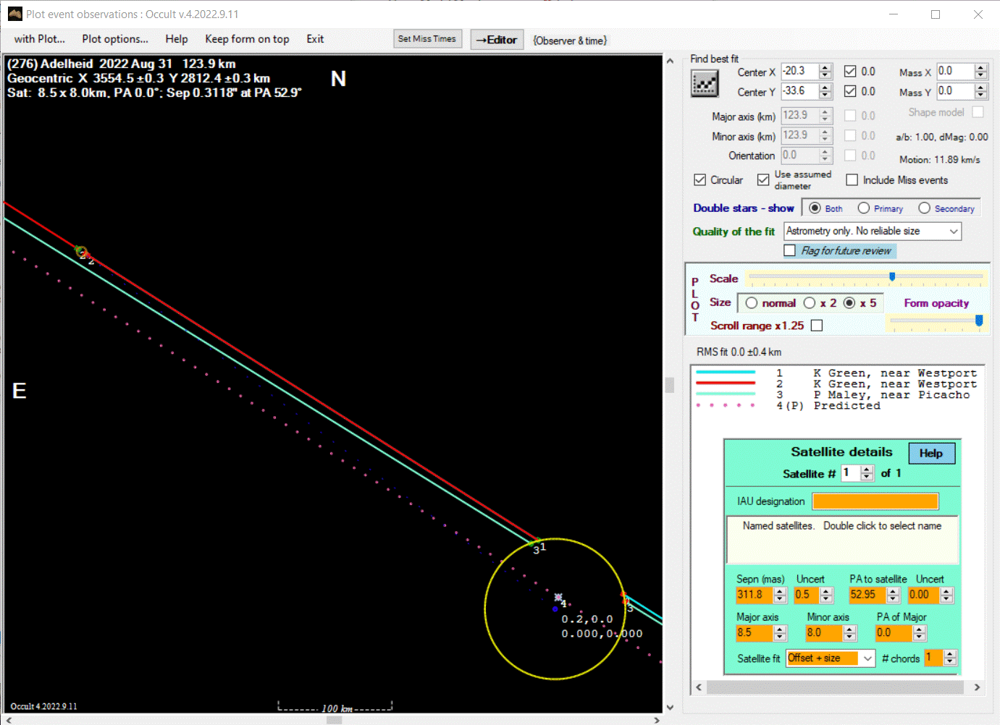 Plot event observations : Occult v.4.2022.9.11
with Plot... Plot options... Help Keep form on top Exit Set Miss Times →Editor {Observer & time}
(276) Adelheid 2022 Aug 31 123.9 km
Geocentric X 3554.5 ±0.3 Y 2812.4 ±0.3 km
Sat: 8.5 x 8.0km, PA 0.0°; Sep 0.3118" at PA 52.9°
N
E
2
2
1
3
4
3
0.2,0.0
0.000,0.000
Occult 4.2022.9.11
100 km
Find best fit
Center X -20.3 0.0 Mass X 0.0
Center Y -33.6 0.0 Mass Y 0.0
Major axis (km) 123.9 0.0 Shape model
Minor axis (km) 123.9 0.0 a/b: 1.00, dMag: 0.00
Orientation 0.0 0.0 Motion: 11.89 km/s
Circular Use assumed diameter Include Miss events
Double stars - show Both Primary Secondary
Quality of the fit Astrometry only. No reliable size
Flag for future review
PLOT
Scale
Size normal x 2 x 5 Form opacity
Scroll range x1.25
RMS fit 0.0 ±0.4 km
1 K Green, near Westport
2 K Green, near Westport
3 P Maley, near Picacho
4(P) Predicted
Satellite details Help
Satellite # 1 of 1
IAU designation
Named satellites. Double click to select name
Sepn (mas) Uncert PA to satellite Uncert
311.8 0.5 52.95 0.00
Major axis Minor axis PA of Major
8.5 8.0 0.0
Satellite fit Offset + size # chords 1